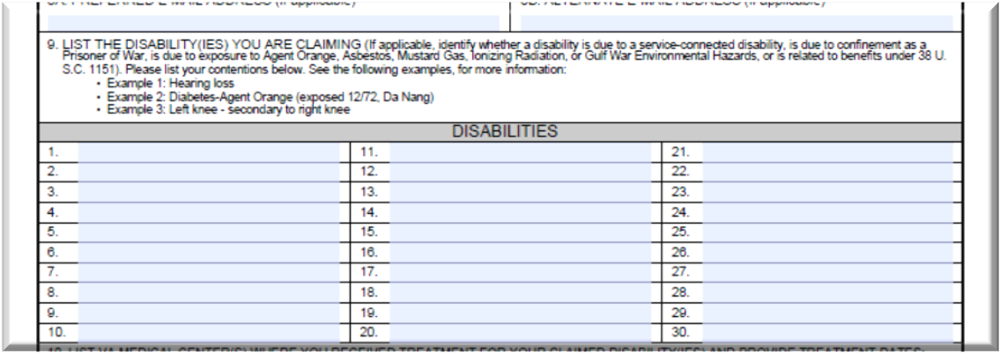 8A. PREFERRED E-MAIL ADDRESS (If applicable) 8B. ALTERNATE E-MAIL ADDRESS (If applicable)
9. LIST THE DISABILITY(IES) YOU ARE CLAIMING (If applicable, identify whether a disability is due to a service-connected disability, is due to confinement as a
Prisoner of War, is due to exposure to Agent Orange, Asbestos, Mustard Gas, Ionizing Radiation, or Gulf War Environmental Hazards, or is related to benefits under 38 U.
S.C. 1151). Please list your contentions below. See the following examples, for more information:
• Example 1: Hearing loss
• Example 2: Diabetes-Agent Orange (exposed 12/72, Da Nang)
• Example 3: Left knee - secondary to right knee
DISABILITIES
1. 11. 21.
2. 12. 22.
3. 13. 23.
4. 14. 24.
5. 15. 25.
6. 16. 26.
7. 17. 27.
8. 18. 28.
9. 19. 29.
10. 20. 30.
10. LIST VA MEDICAL CENTER(S) WHERE YOU RECEIVED TREATMENT FOR YOUR CLAIMED DISABILITY(IES) AND PROVIDE TREATMENT DATES: